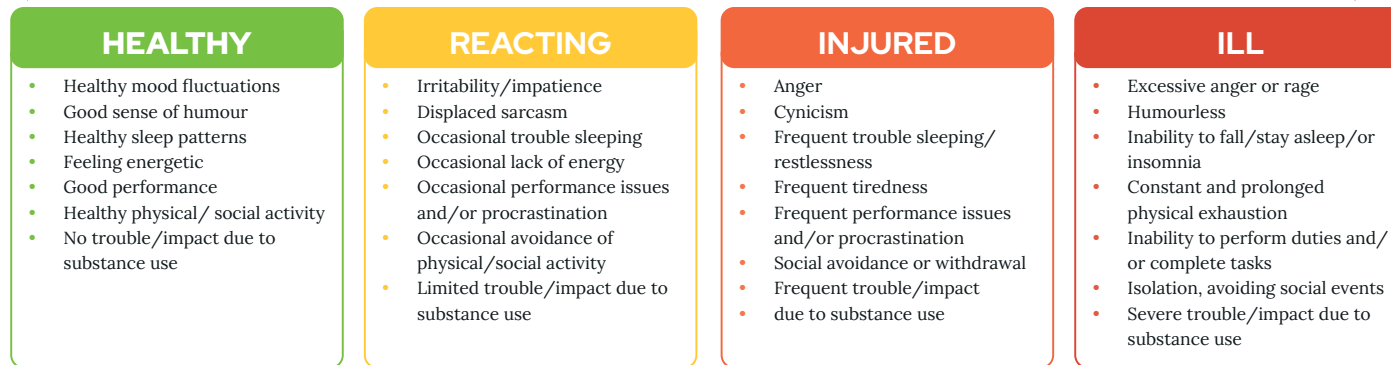 HEALTHY
• Healthy mood fluctuations
• Good sense of humour
• Healthy sleep patterns
• Feeling energetic
• Good performance
• Healthy physical/ social activity
• No trouble/impact due to
substance use
REACTING
• Irritability/impatience
• Displaced sarcasm
• Occasional trouble sleeping
• Occasional lack of energy
• Occasional performance issues
and/or procrastination
• Occasional avoidance of
physical/social activity
• Limited trouble/impact due to
substance use
INJURED
• Anger
• Cynicism
• Frequent trouble sleeping/
restlessness
• Frequent tiredness
• Frequent performance issues
and/or procrastination
• Social avoidance or withdrawal
• Frequent trouble/impact
• due to substance use
ILL
• Excessive anger or rage
• Humourless
• Inability to fall/stay asleep/or
insomnia
• Constant and prolonged
physical exhaustion
• Inability to perform duties and/
or complete tasks
• Isolation, avoiding social events
• Severe trouble/impact due to
substance use